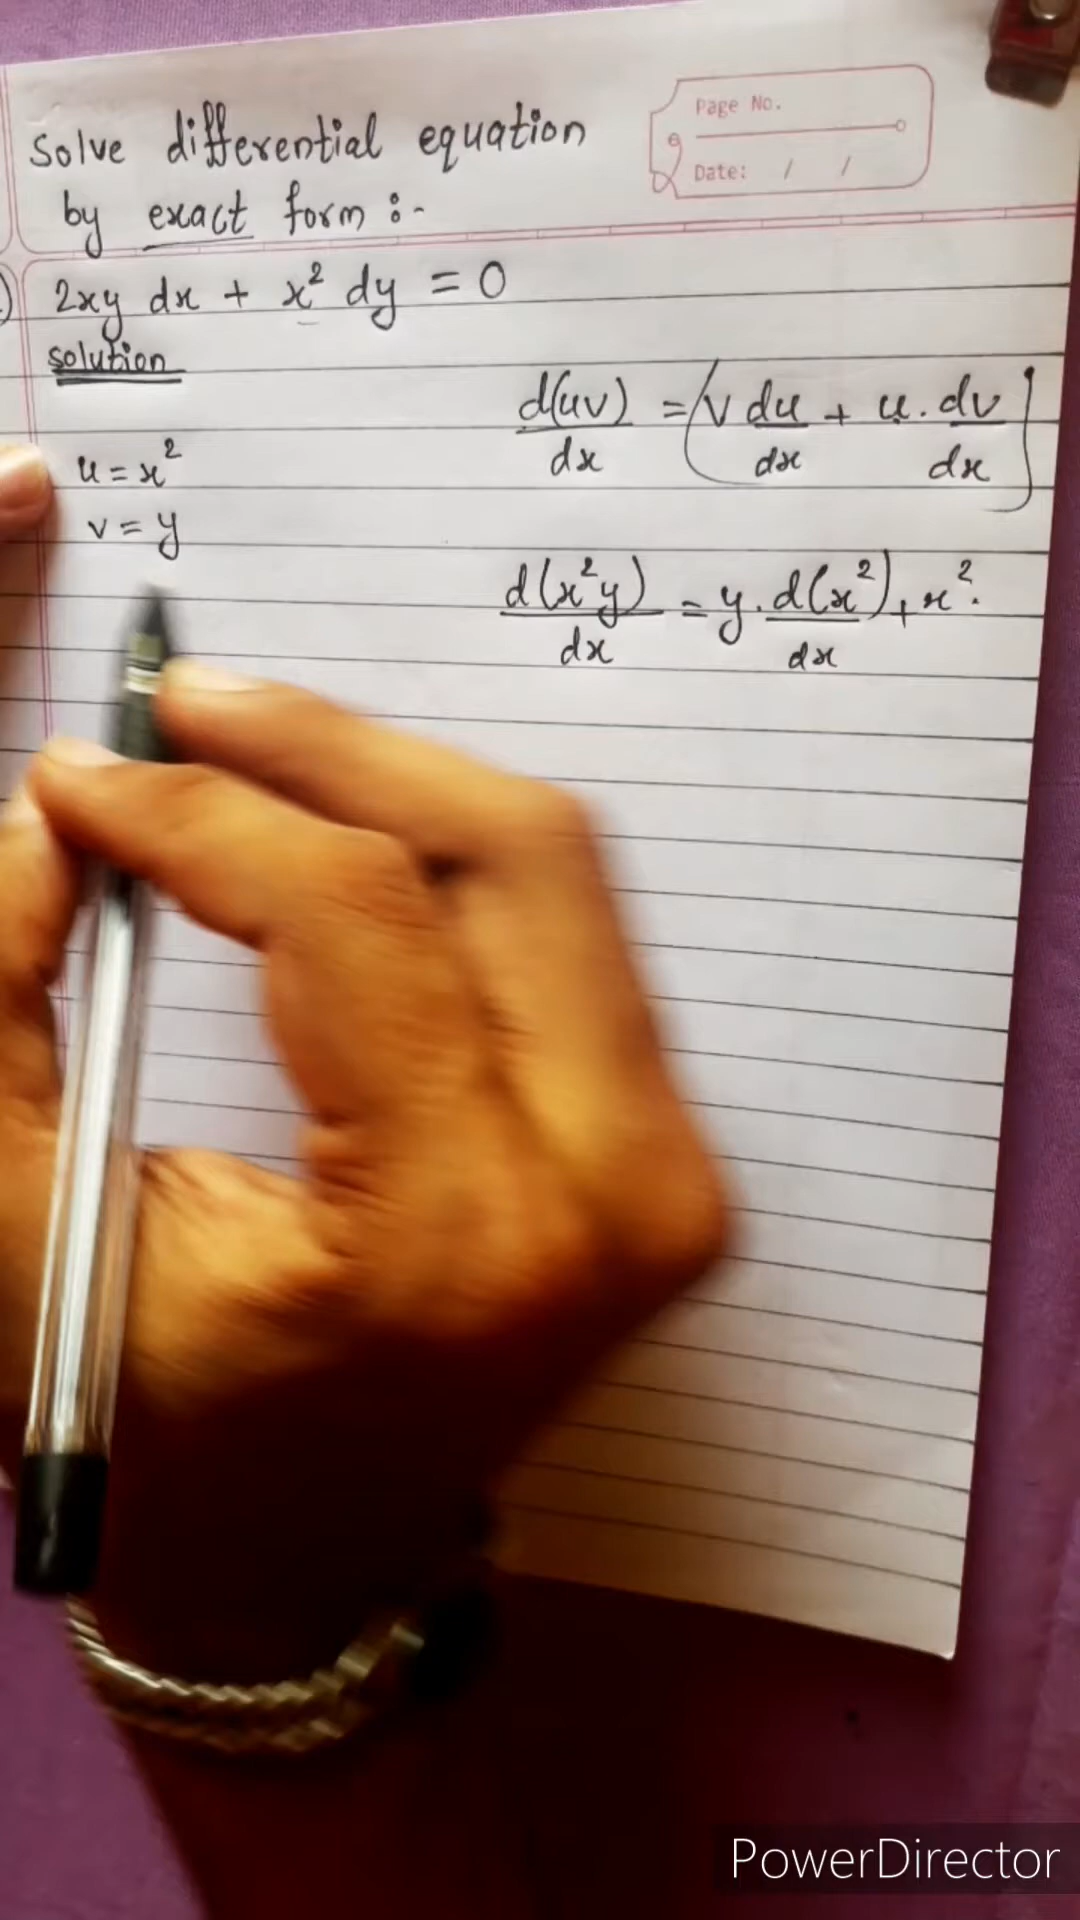 Solve differential equation
by exact form :-
Page No.
Date: / /
2xy dx + x² dy = 0
solution
d(uv)/dx = (v du/dx + u. dv/dx)
u = x²
v = y
d(x²y)/dx = y. d(x²)/dx + x².
PowerDirector